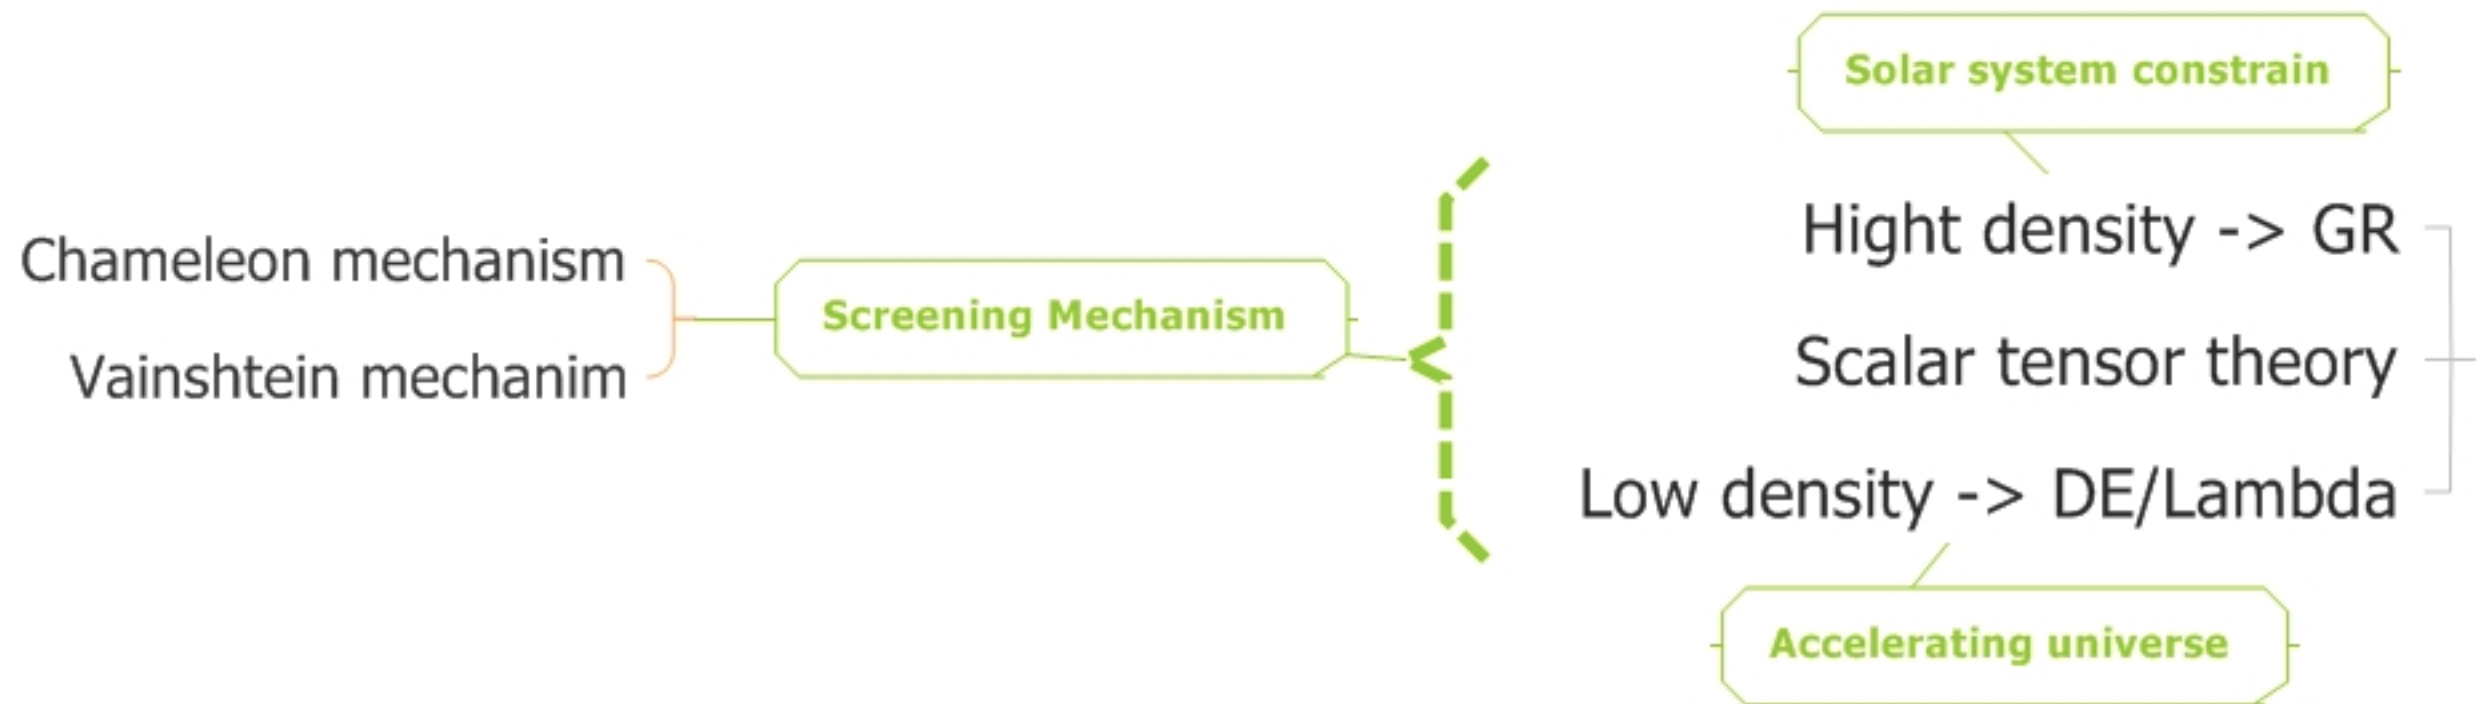 Solar system constrain
Hight density -> GR
Chameleon mechanism
Screening Mechanism
Scalar tensor theory
Vainshtein mechanim
Low density -> DE/Lambda
Accelerating universe